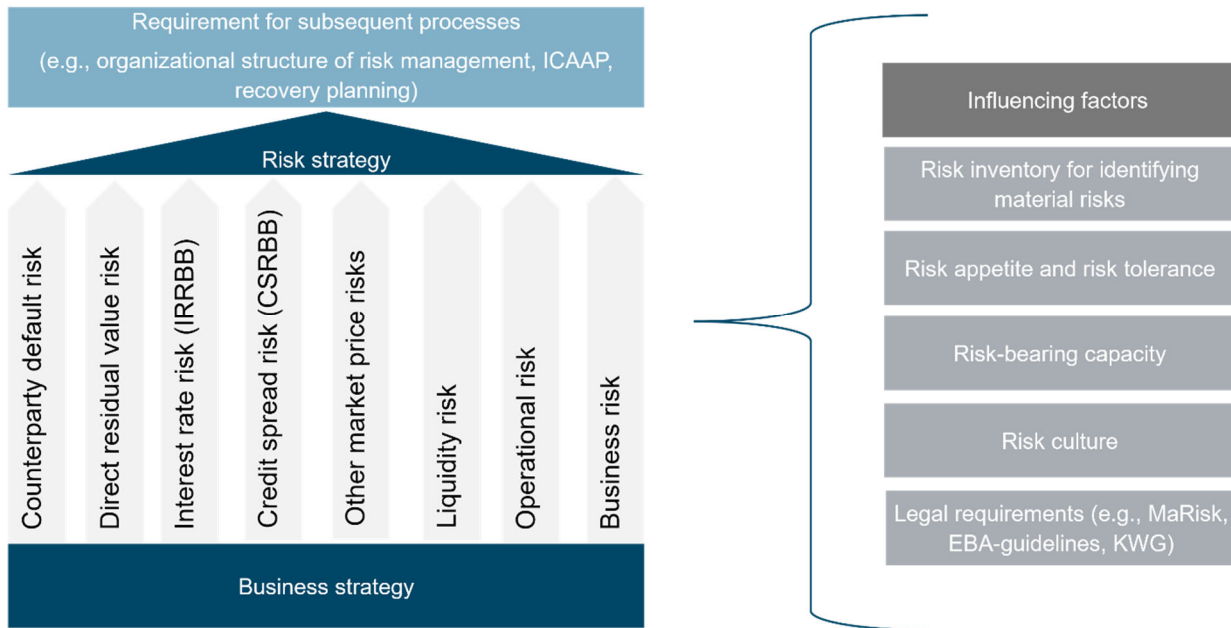 Requirement for subsequent processes
(e.g., organizational structure of risk management, ICAAP,
recovery planning)
Risk strategy
Counterparty default risk
Direct residual value risk
Interest rate risk (IRRBB)
Credit spread risk (CSRBB)
Other market price risks
Liquidity risk
Operational risk
Business risk
Business strategy
Influencing factors
Risk inventory for identifying
material risks
Risk appetite and risk tolerance
Risk-bearing capacity
Risk culture
Legal requirements (e.g., MaRisk,
EBA-guidelines, KWG)